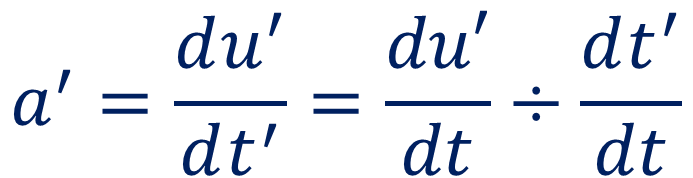 a′ = du′/dt′ = du′/dt ÷ dt′/dt